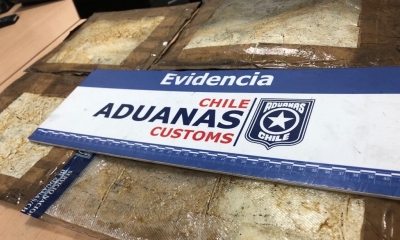 Evidencia
CHILE
ADUANAS
CUSTOMS
ADUANAS
CHILE